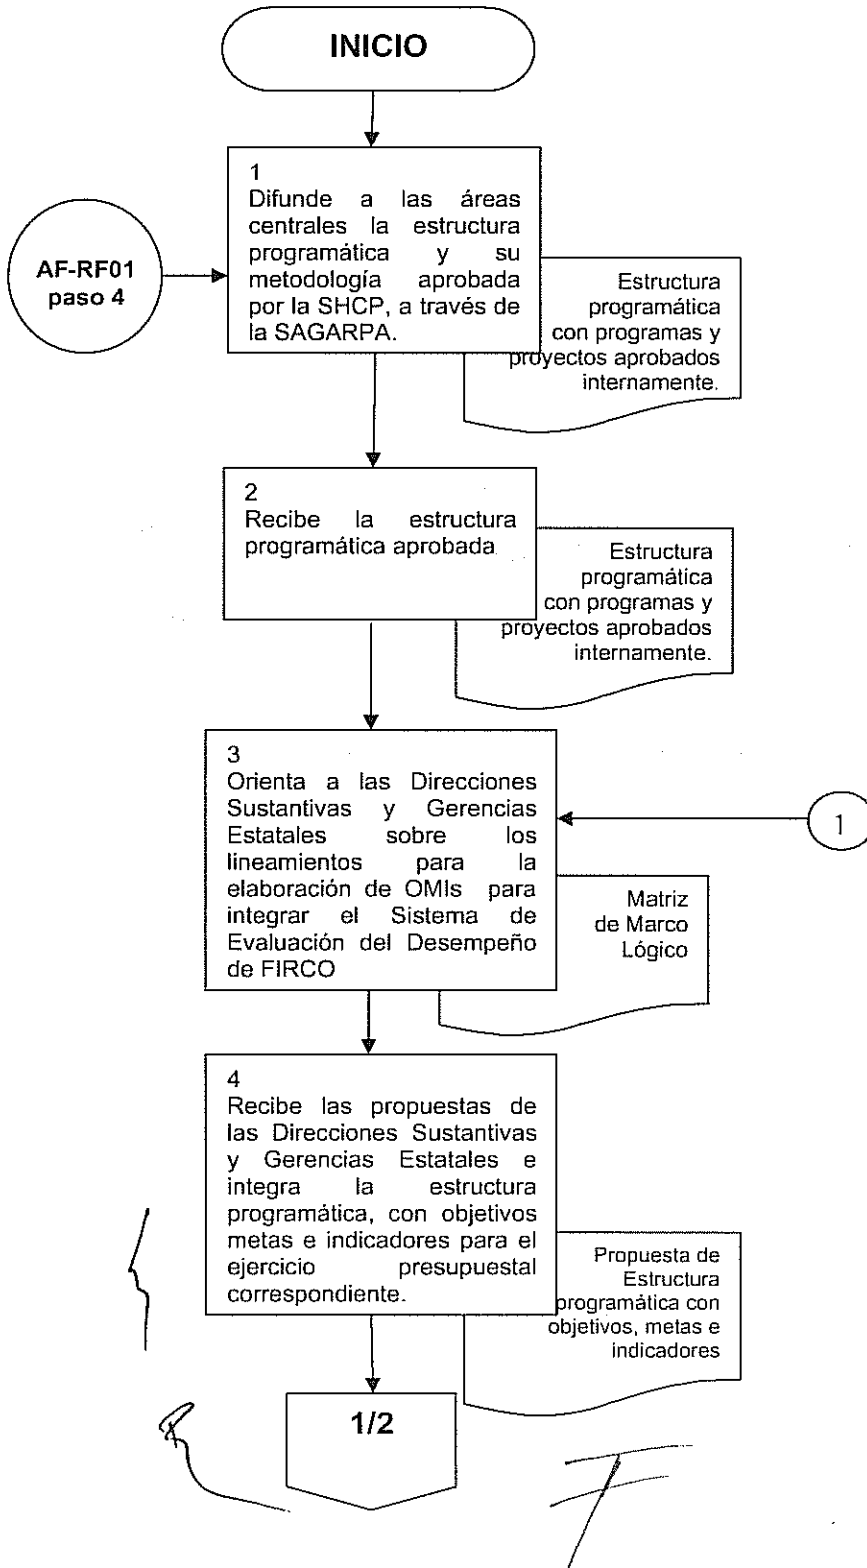 INICIO
1
Difunde a las áreas
centrales la estructura
programática y su
metodología aprobada
por la SHCP, a través de
la SAGARPA.
AF-RF01
paso 4
Estructura
programática
con programas y
proyectos aprobados
internamente.
2
Recibe la estructura
programática aprobada
Estructura
programática
con programas y
proyectos aprobados
internamente.
3
Orienta a las Direcciones
Sustantivas y Gerencias
Estatales sobre los
lineamientos para la
elaboración de OMIs para
integrar el Sistema de
Evaluación del Desempeño
de FIRCO
1
Matriz
de Marco
Lógico
4
Recibe las propuestas de
las Direcciones Sustantivas
y Gerencias Estatales e
integra la estructura
programática, con objetivos
metas e indicadores para el
ejercicio presupuestal
correspondiente.
Propuesta de
Estructura
programática con
objetivos, metas e
indicadores
1/2